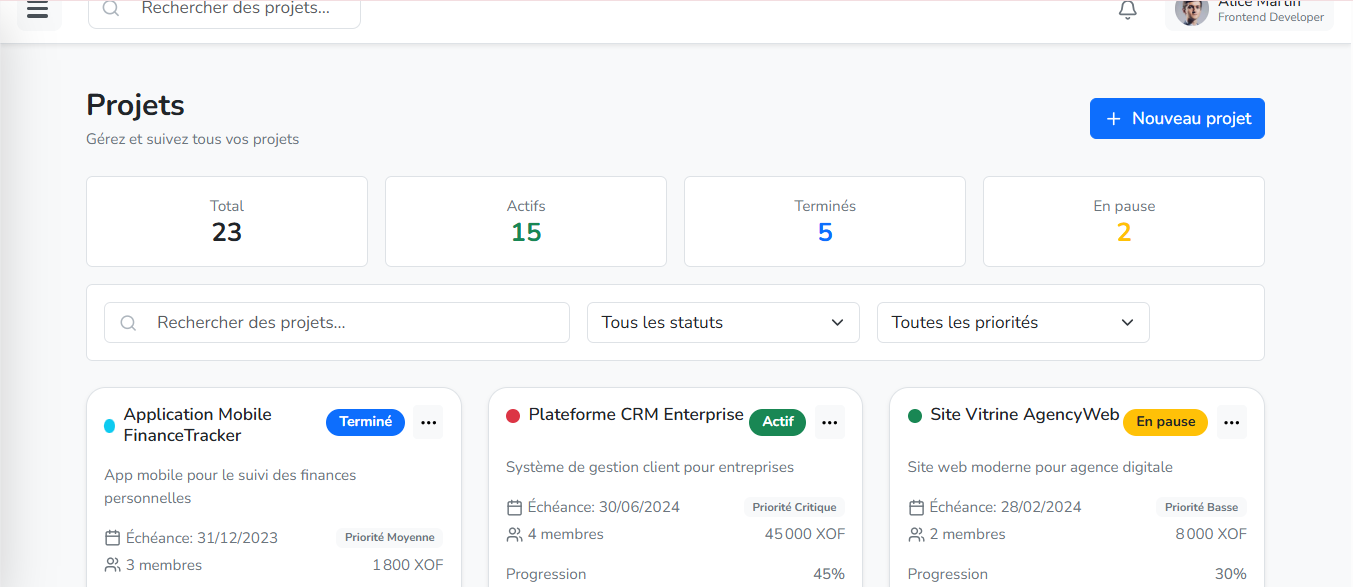 Rechercher des projets...
Alice Martin
Frontend Developer
Projets
Gérez et suivez tous vos projets
+ Nouveau projet
Total
23
Actifs
15
Terminés
5
En pause
2
Rechercher des projets...
Tous les statuts
Toutes les priorités
Application Mobile
FinanceTracker
Terminé
App mobile pour le suivi des finances
personnelles
Échéance: 31/12/2023
Priorité Moyenne
3 membres
1 800 XOF
Plateforme CRM Enterprise
Actif
Système de gestion client pour entreprises
Échéance: 30/06/2024
Priorité Critique
4 membres
45 000 XOF
Progression
45%
Site Vitrine AgencyWeb
En pause
Site web moderne pour agence digitale
Échéance: 28/02/2024
Priorité Basse
2 membres
8 000 XOF
Progression
30%